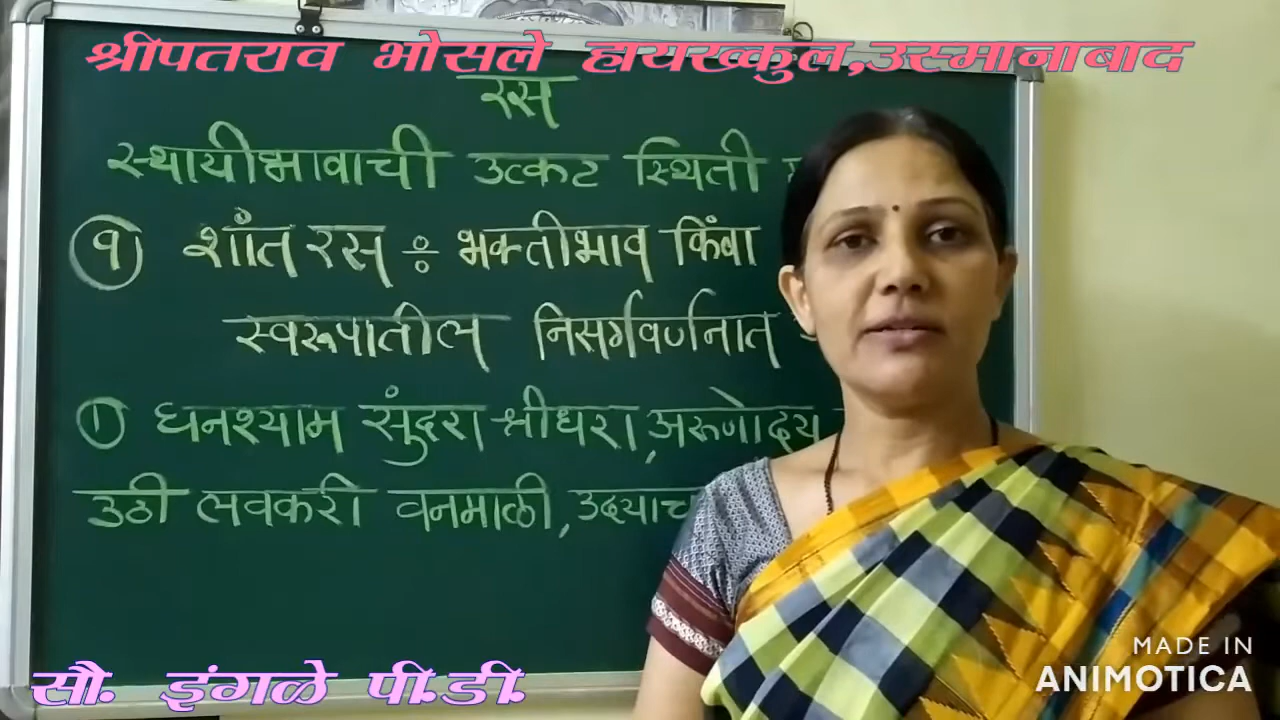 श्रीपतराव भोसले हायस्कुल,उस्मानाबाद
रस
स्थायीभावाची उत्कट स्थिती
१ शांत रस ÷ भक्तीभाव किंवा
स्वरूपातील निसर्गवर्णनात
१ घनश्याम सुंदरा श्रीधरा, अरूणोदय
उठी लवकरी वनमाळी, उदयाच
सौ. इंगळे पी.डी.
MADE IN
ANIMOTICA